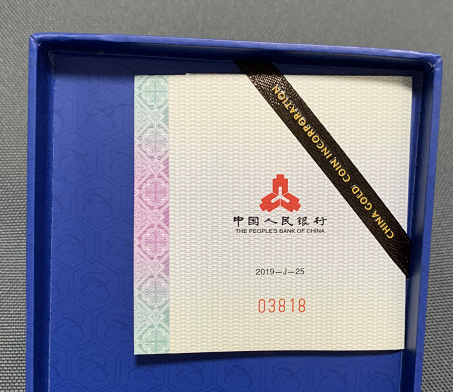 CHINA GOLD COIN INCORPORATION
中国人民银行
THE PEOPLE'S BANK OF CHINA
2019-J-25
03818